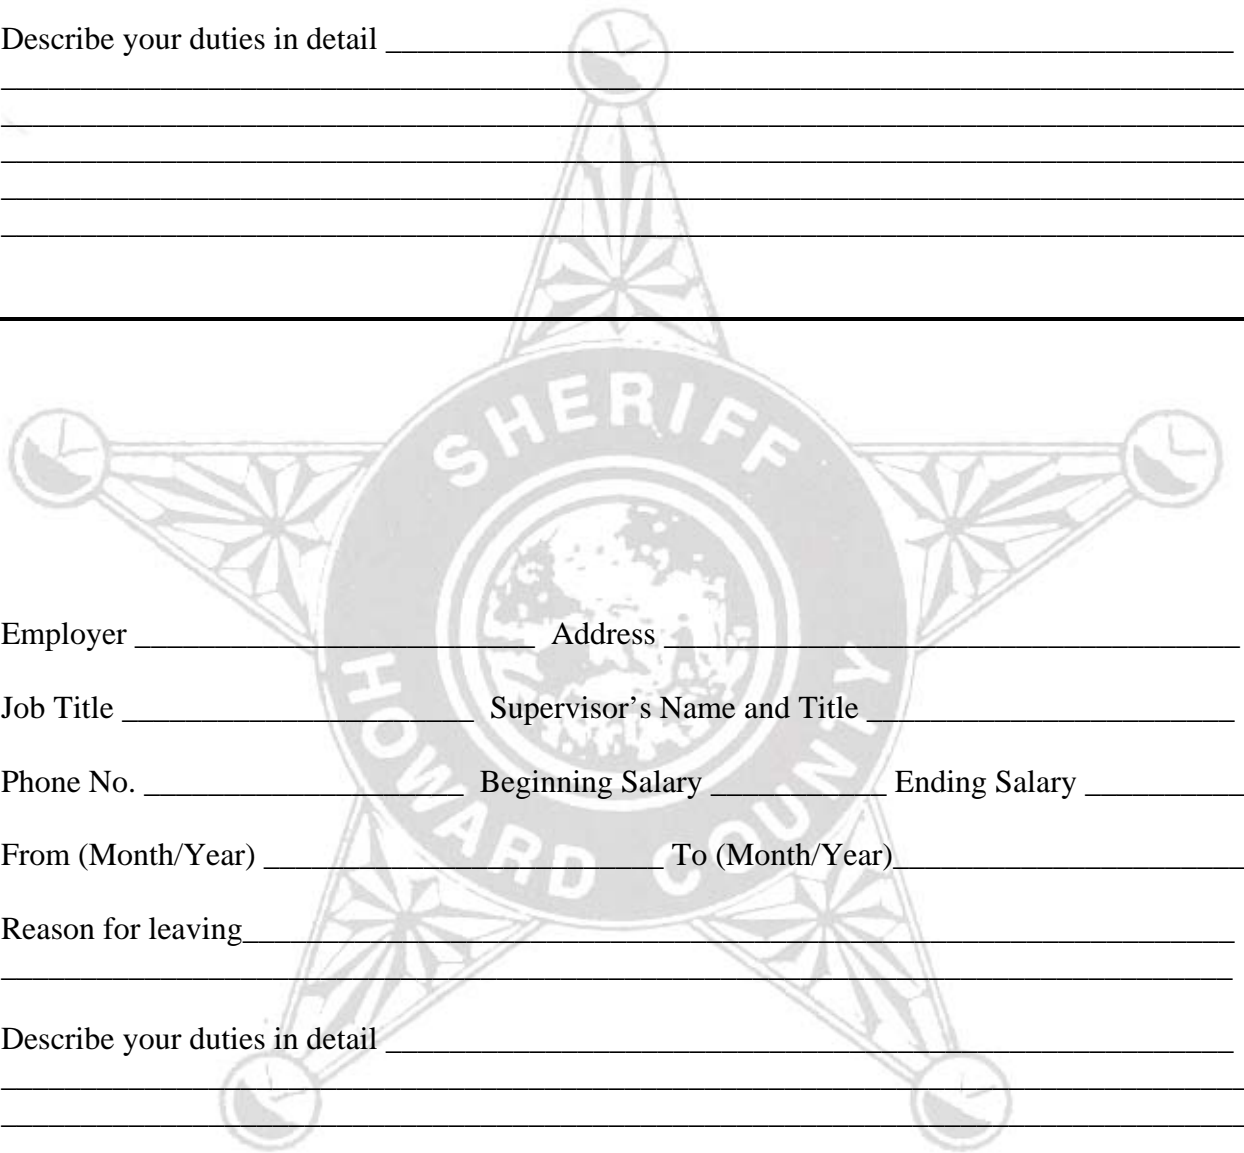 Describe your duties in detail
SHERIFF
Employer Address
Job Title Supervisor’s Name and Title
Phone No. Beginning Salary Ending Salary
From (Month/Year) To (Month/Year)
HOWARD COUNTY
Reason for leaving
Describe your duties in detail